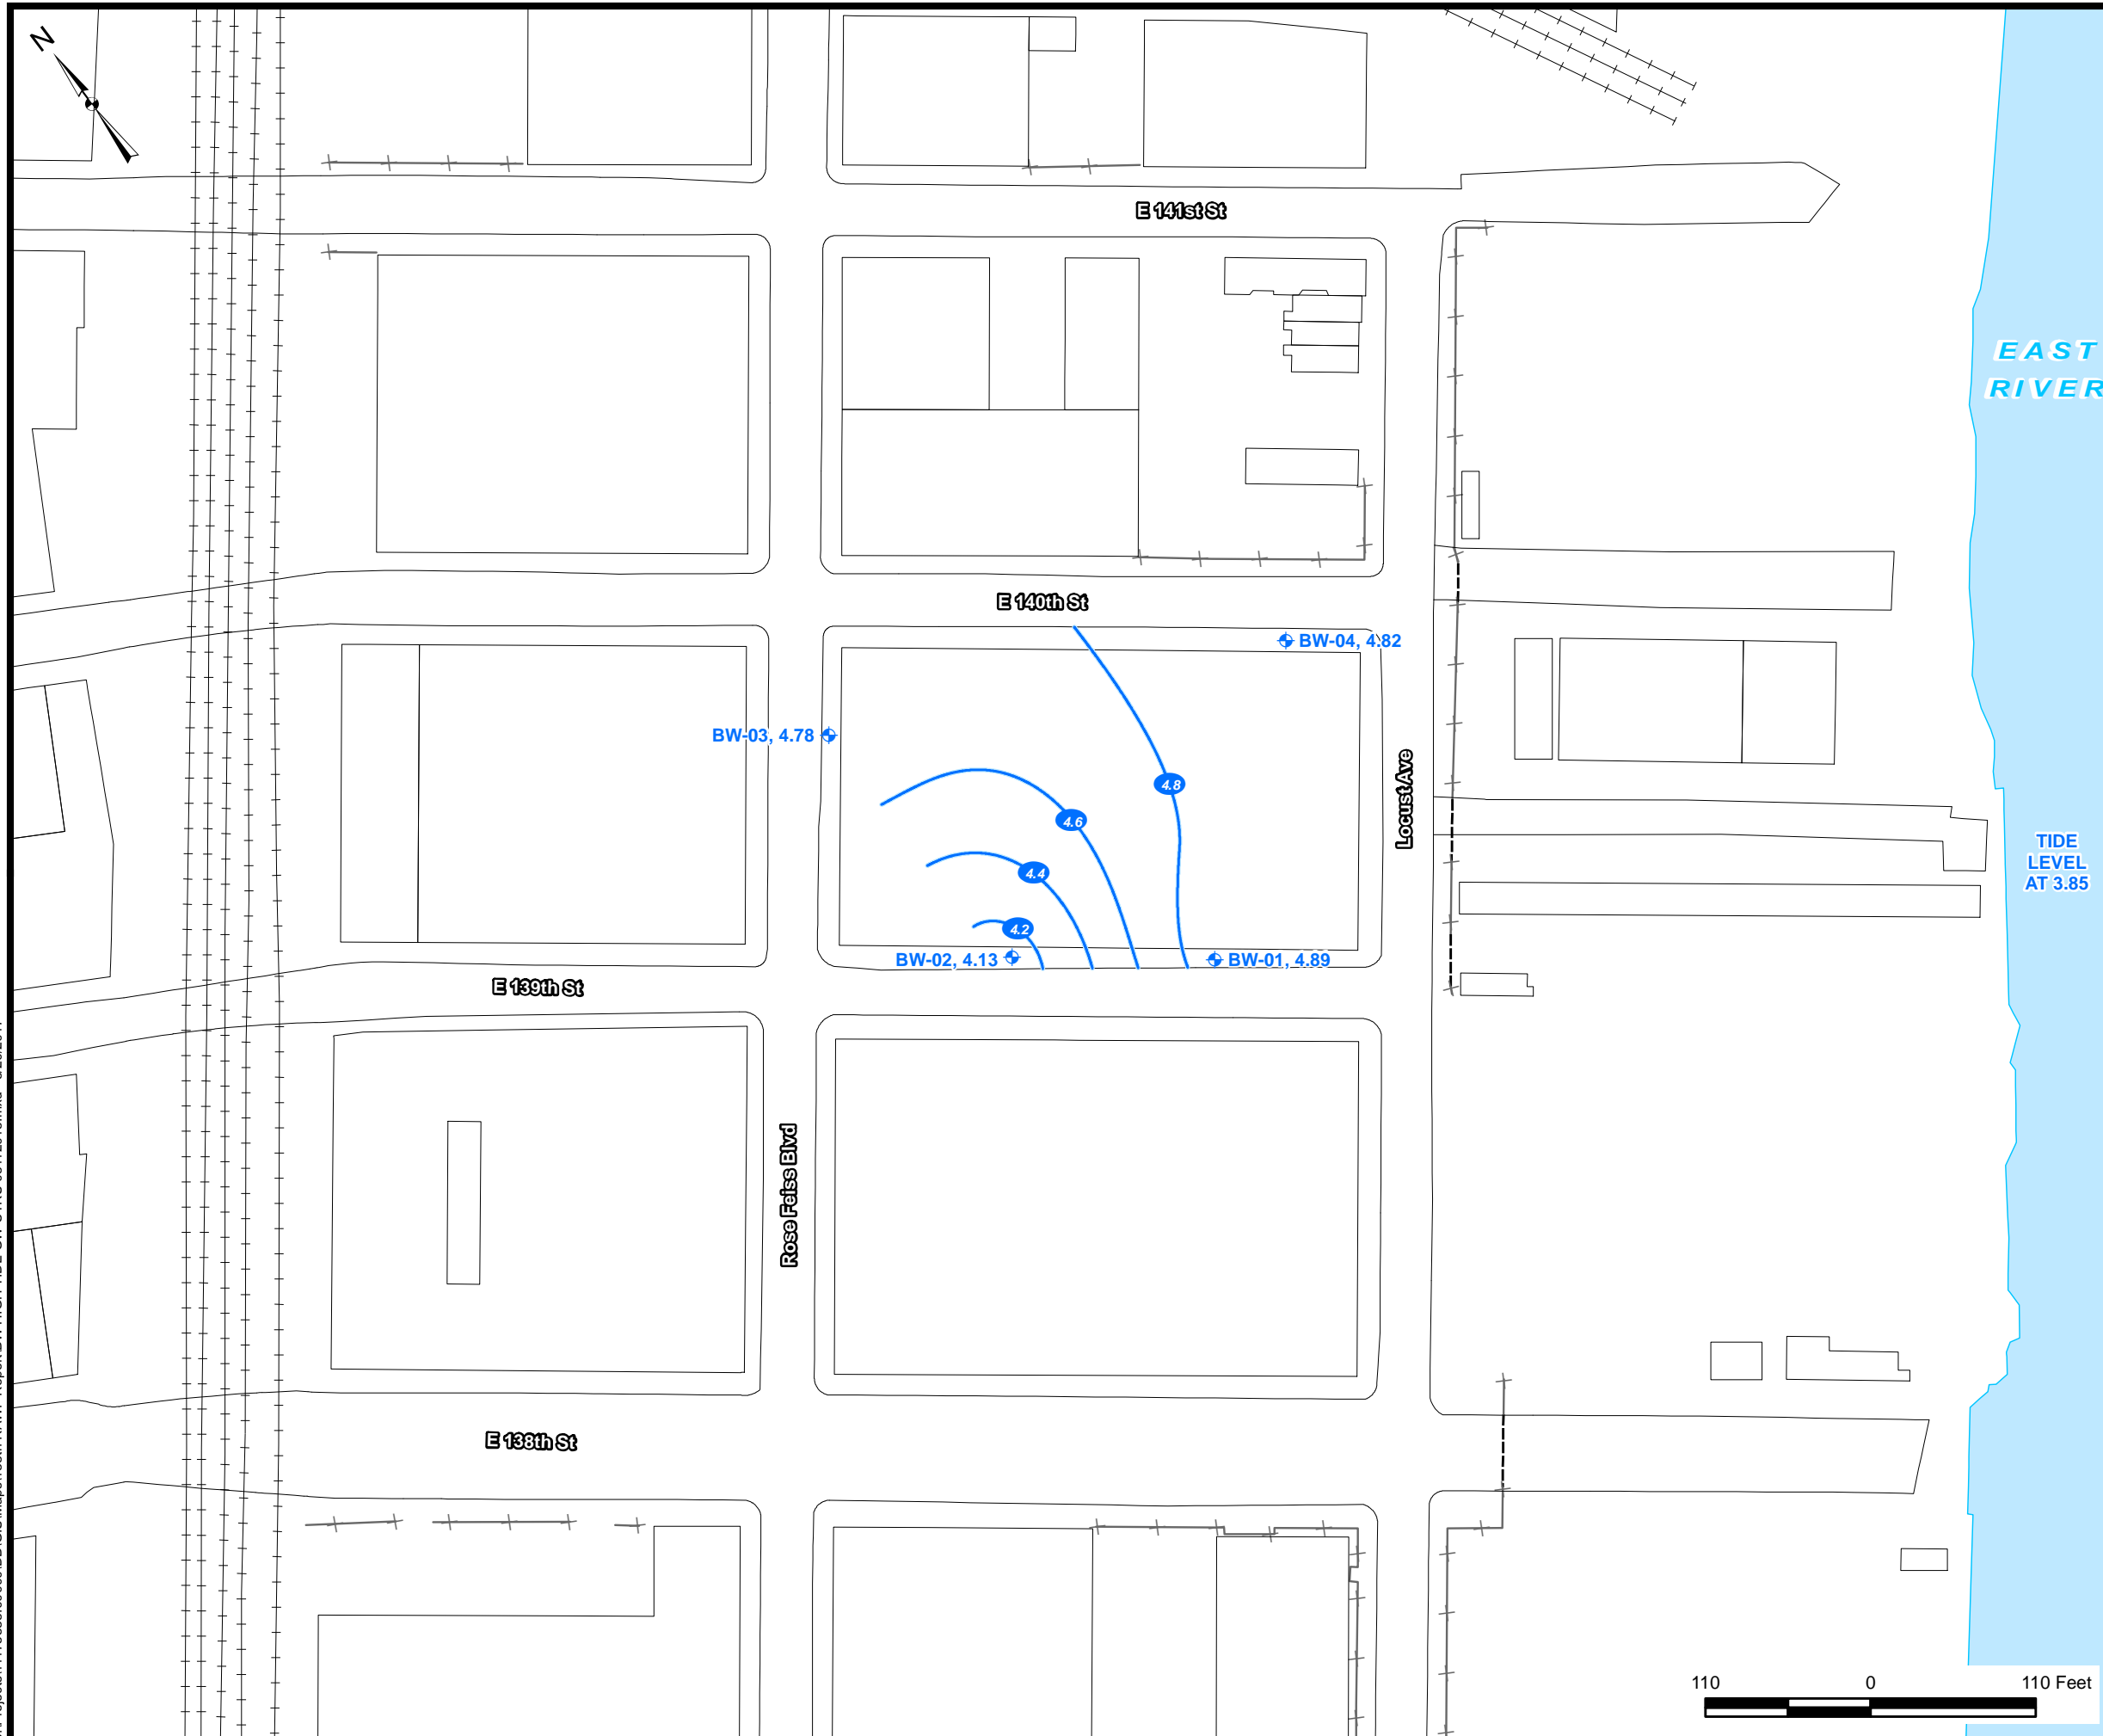 N
E 141st St
EAST
RIVER
E 140th St
BW-04, 4.82
BW-03, 4.78
4.8
Locust Ave
4.6
TIDE
LEVEL
AT 3.85
4.4
4.2
BW-02, 4.13
BW-01, 4.89
E 139th St
Rose Feiss Blvd
E 138th St
110 0 110 Feet